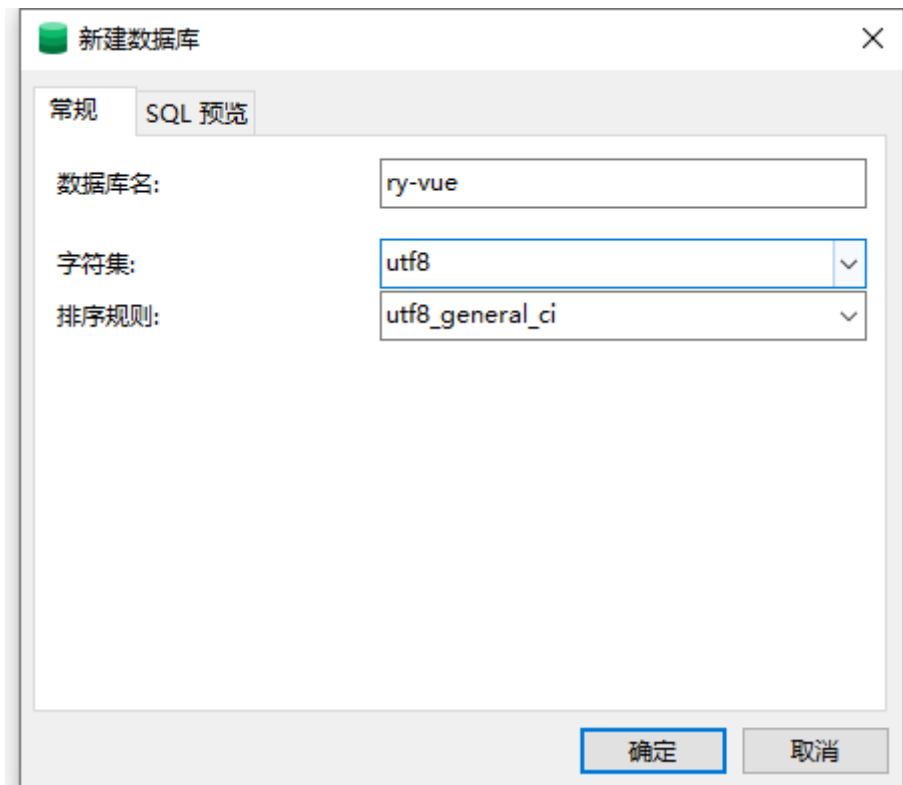 新建数据库
常规 SQL 预览
数据库名: ry-vue
字符集: utf8
排序规则: utf8_general_ci
确定 取消